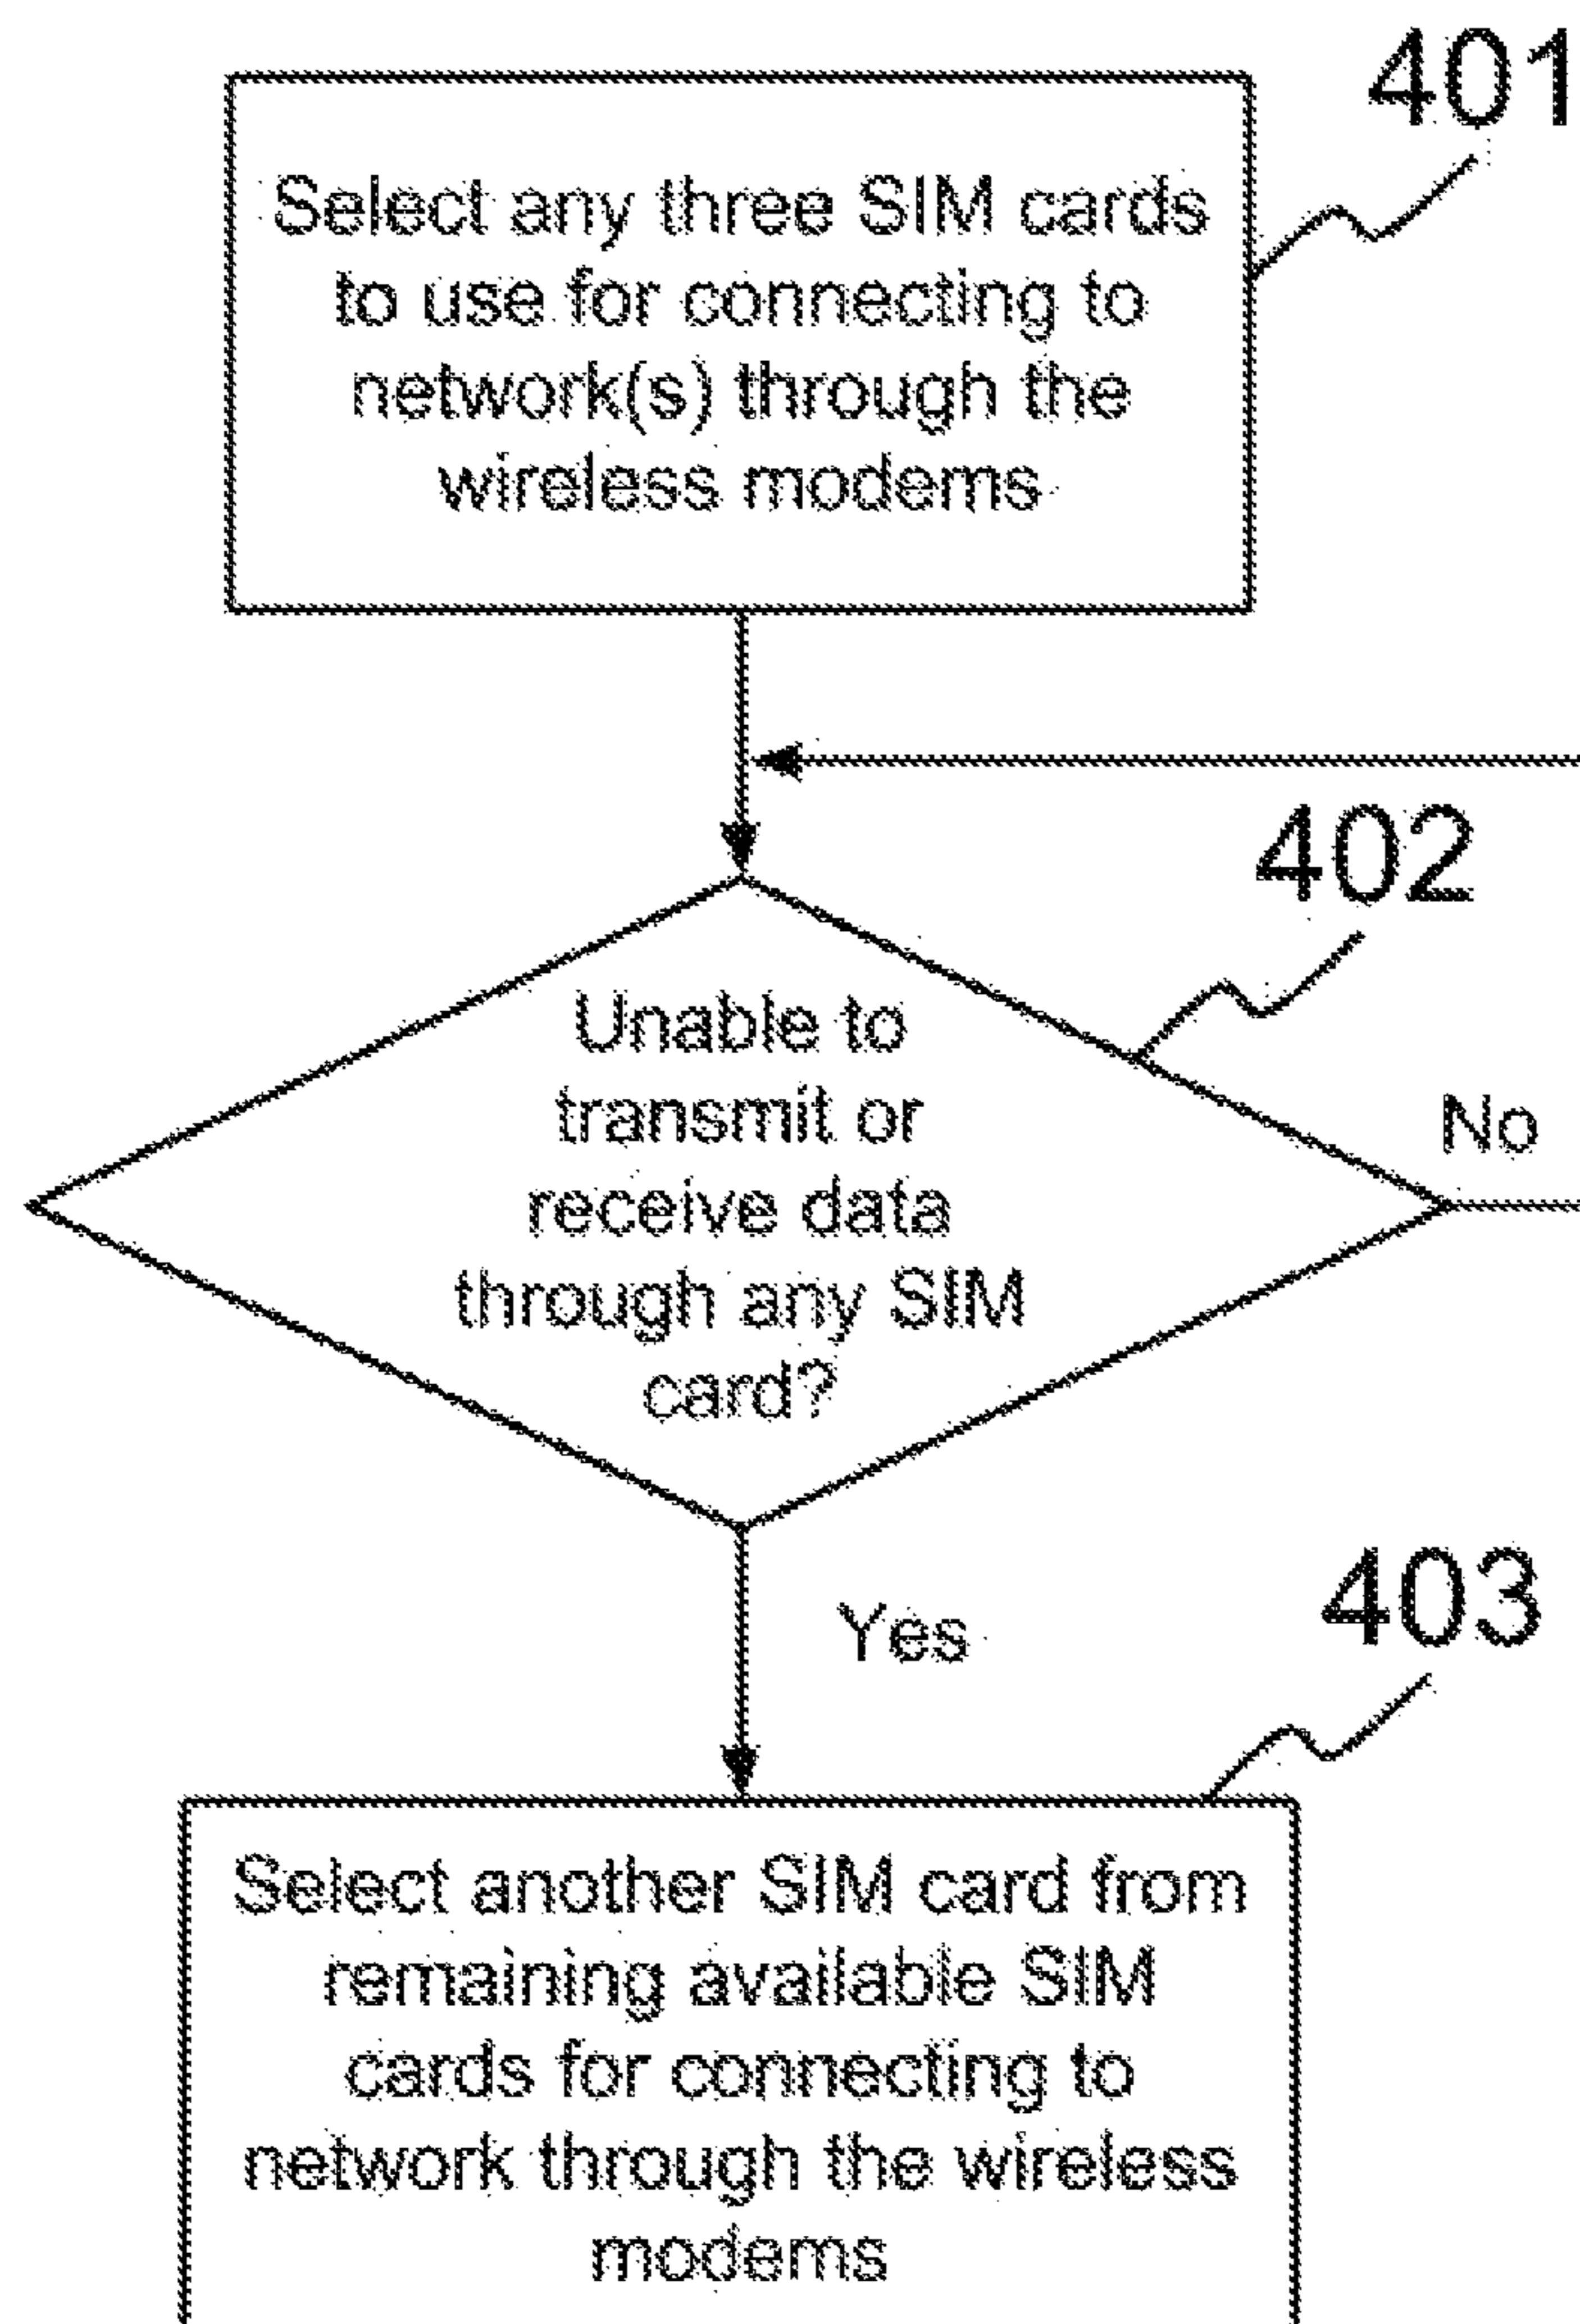 401
Select any three SIM cards
to use for connecting to
network(s) through the
wireless modems
402
Unable to
transmit or
receive data
through any SIM
card?
No
Yes
403
Select another SIM card from
remaining available SIM
cards for connecting to
network through the wireless
modems